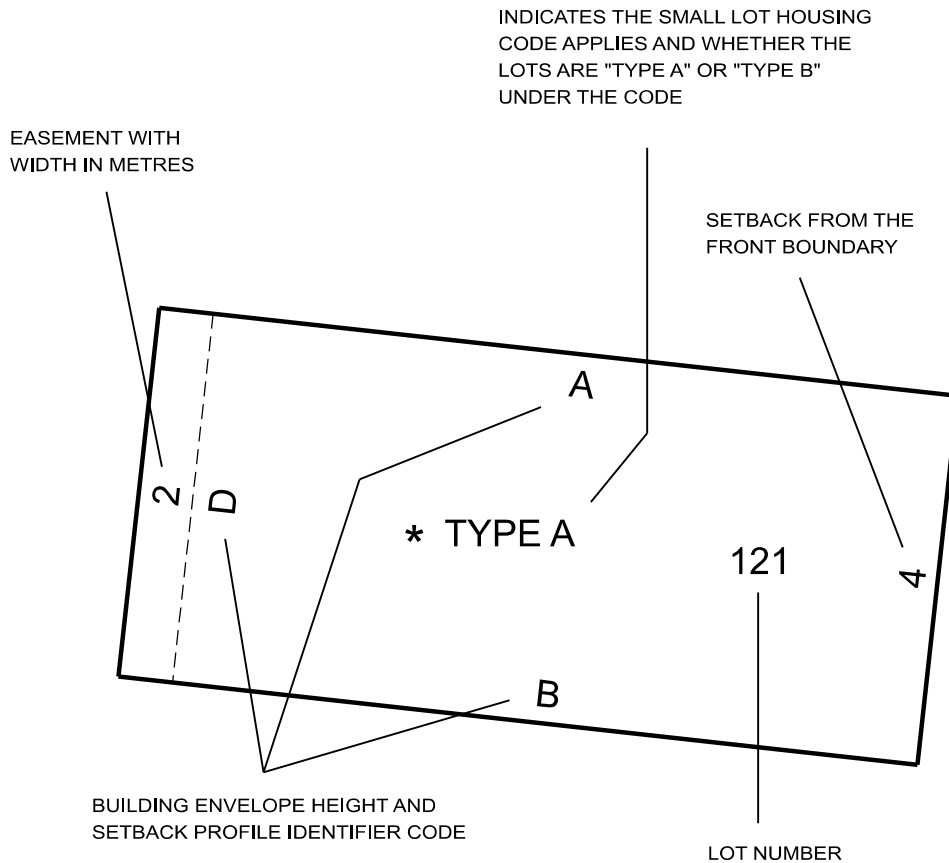 INDICATES THE SMALL LOT HOUSING
CODE APPLIES AND WHETHER THE
LOTS ARE "TYPE A" OR "TYPE B"
UNDER THE CODE
EASEMENT WITH
WIDTH IN METRES
SETBACK FROM THE
FRONT BOUNDARY
A
2
D
* TYPE A
121
4
B
BUILDING ENVELOPE HEIGHT AND
SETBACK PROFILE IDENTIFIER CODE
LOT NUMBER